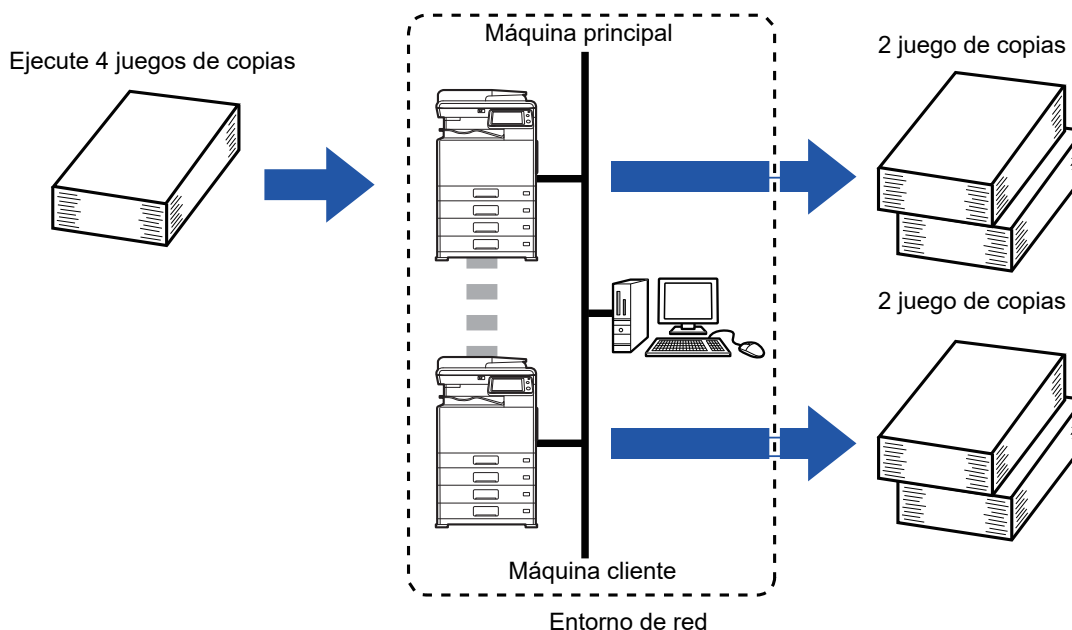 Máquina principal
2 juego de copias
Ejecute 4 juegos de copias
2 juego de copias
Máquina cliente
Entorno de red